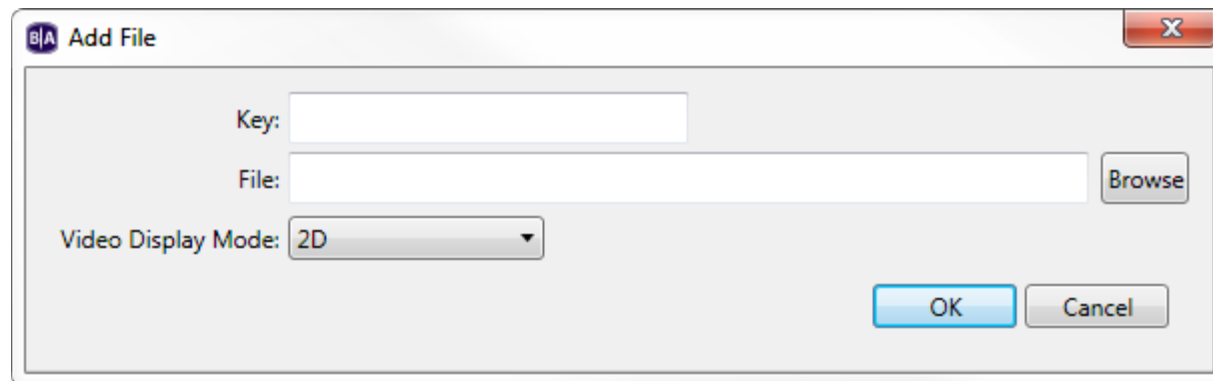 B|A Add File
Key:
File: Browse
Video Display Mode: 2D
OK Cancel